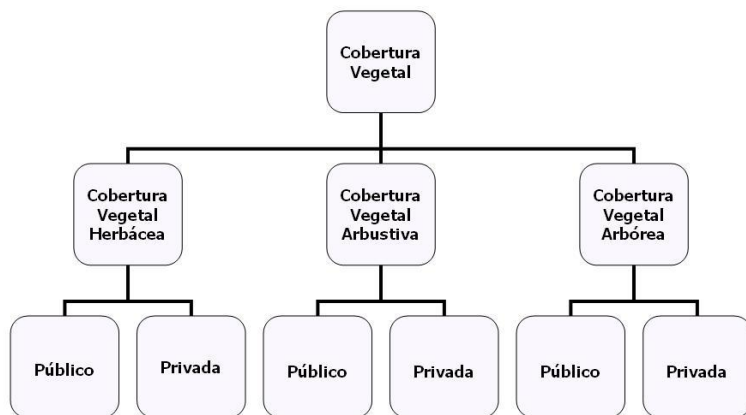 Cobertura
Vegetal
Cobertura
Vegetal
Herbácea
Cobertura
Vegetal
Arbustiva
Cobertura
Vegetal
Arbórea
Público
Privada
Público
Privada
Público
Privada